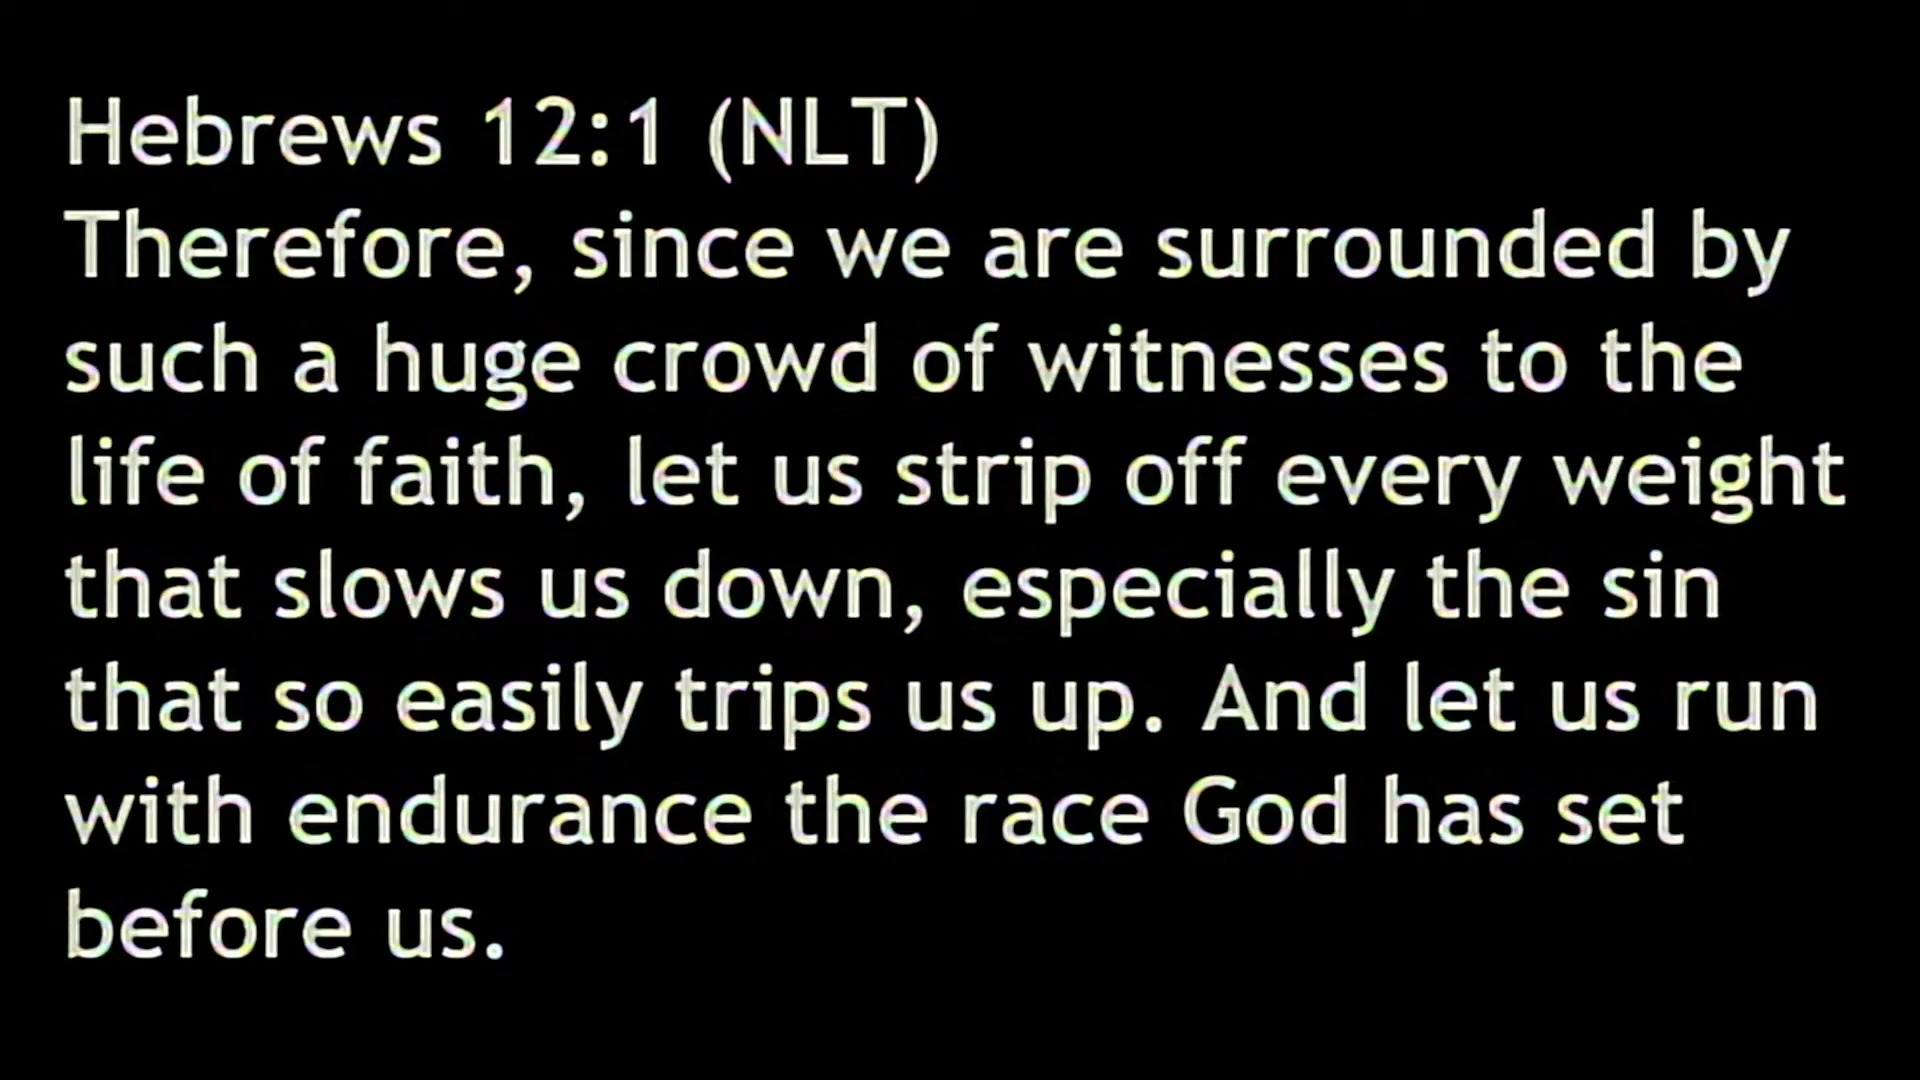 Hebrews 12:1 (NLT)
Therefore, since we are surrounded by
such a huge crowd of witnesses to the
life of faith, let us strip off every weight
that slows us down, especially the sin
that so easily trips us up. And let us run
with endurance the race God has set
before us.